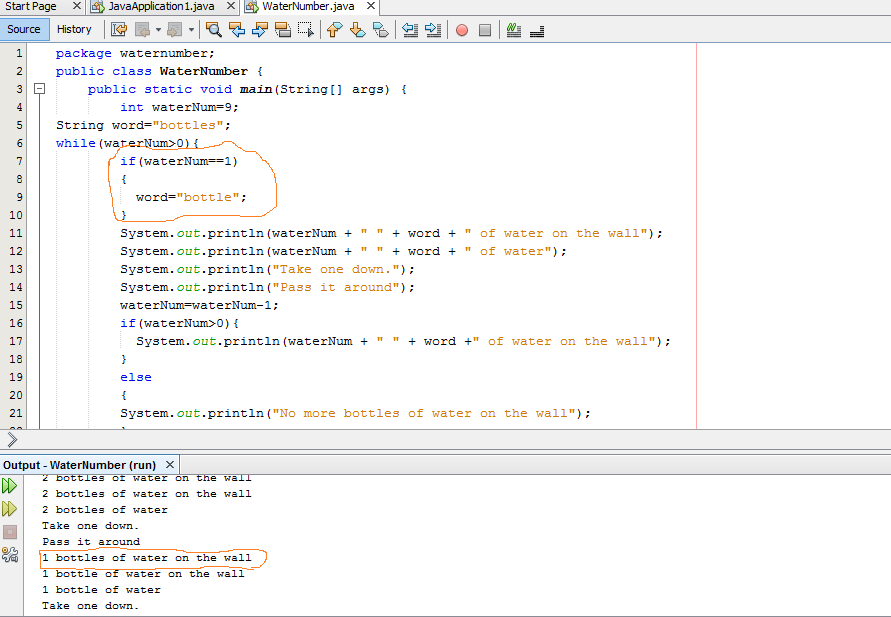 Start Page JavaApplication1.java WaterNumber.java
Source History
1 package waternumber;
2 public class WaterNumber {
3 public static void main(String[] args) {
4 int waterNum=9;
5 String word="bottles";
6 while(waterNum>0){
7 if(waterNum==1)
8 {
9 word="bottle";
10 }
11 System.out.println(waterNum + " " + word + " of water on the wall");
12 System.out.println(waterNum + " " + word + " of water");
13 System.out.println("Take one down.");
14 System.out.println("Pass it around");
15 waterNum=waterNum-1;
16 if(waterNum>0){
17 System.out.println(waterNum + " " + word +" of water on the wall");
18 }
19 else
20 {
21 System.out.println("No more bottles of water on the wall");
Output - WaterNumber (run)
2 bottles of water on the wall
2 bottles of water on the wall
2 bottles of water
Take one down.
Pass it around
1 bottles of water on the wall
1 bottle of water on the wall
1 bottle of water
Take one down.